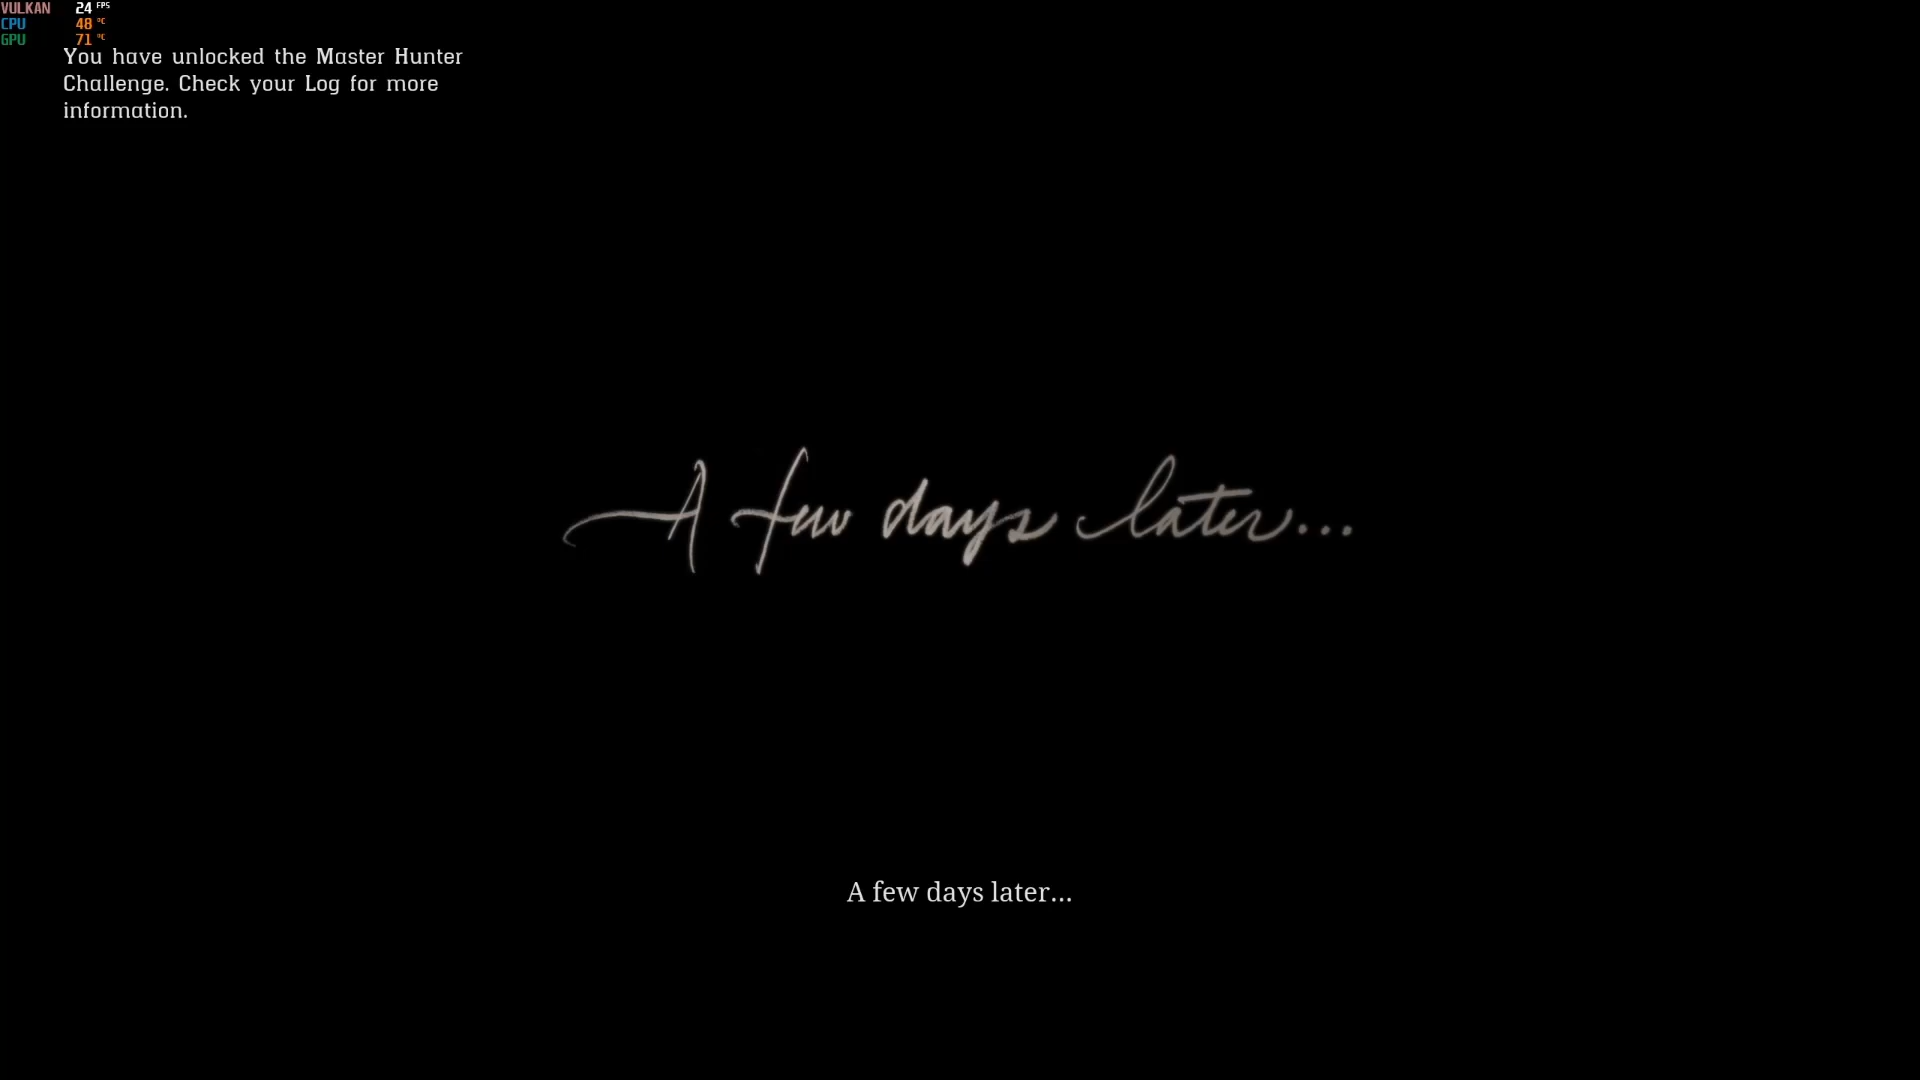 VULKAN 24 FPS
CPU 48 °C
GPU 71 °C
You have unlocked the Master Hunter
Challenge. Check your Log for more
information.
A few days later...
A few days later...